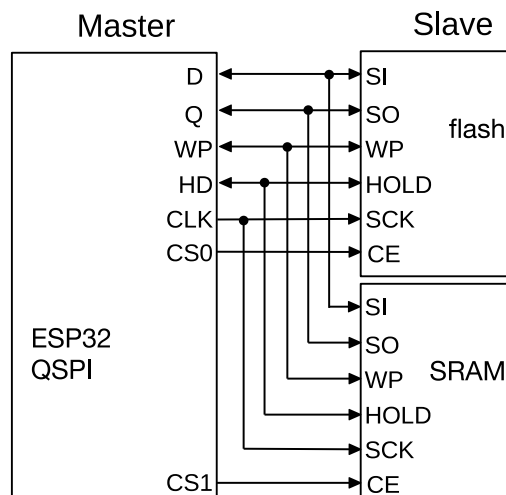 Master
Slave
D
Q
WP
HD
CLK
CS0
ESP32
QSPI
CS1
SI
SO
WP
HOLD
SCK
CE
flash
SI
SO
WP
HOLD
SCK
CE
SRAM